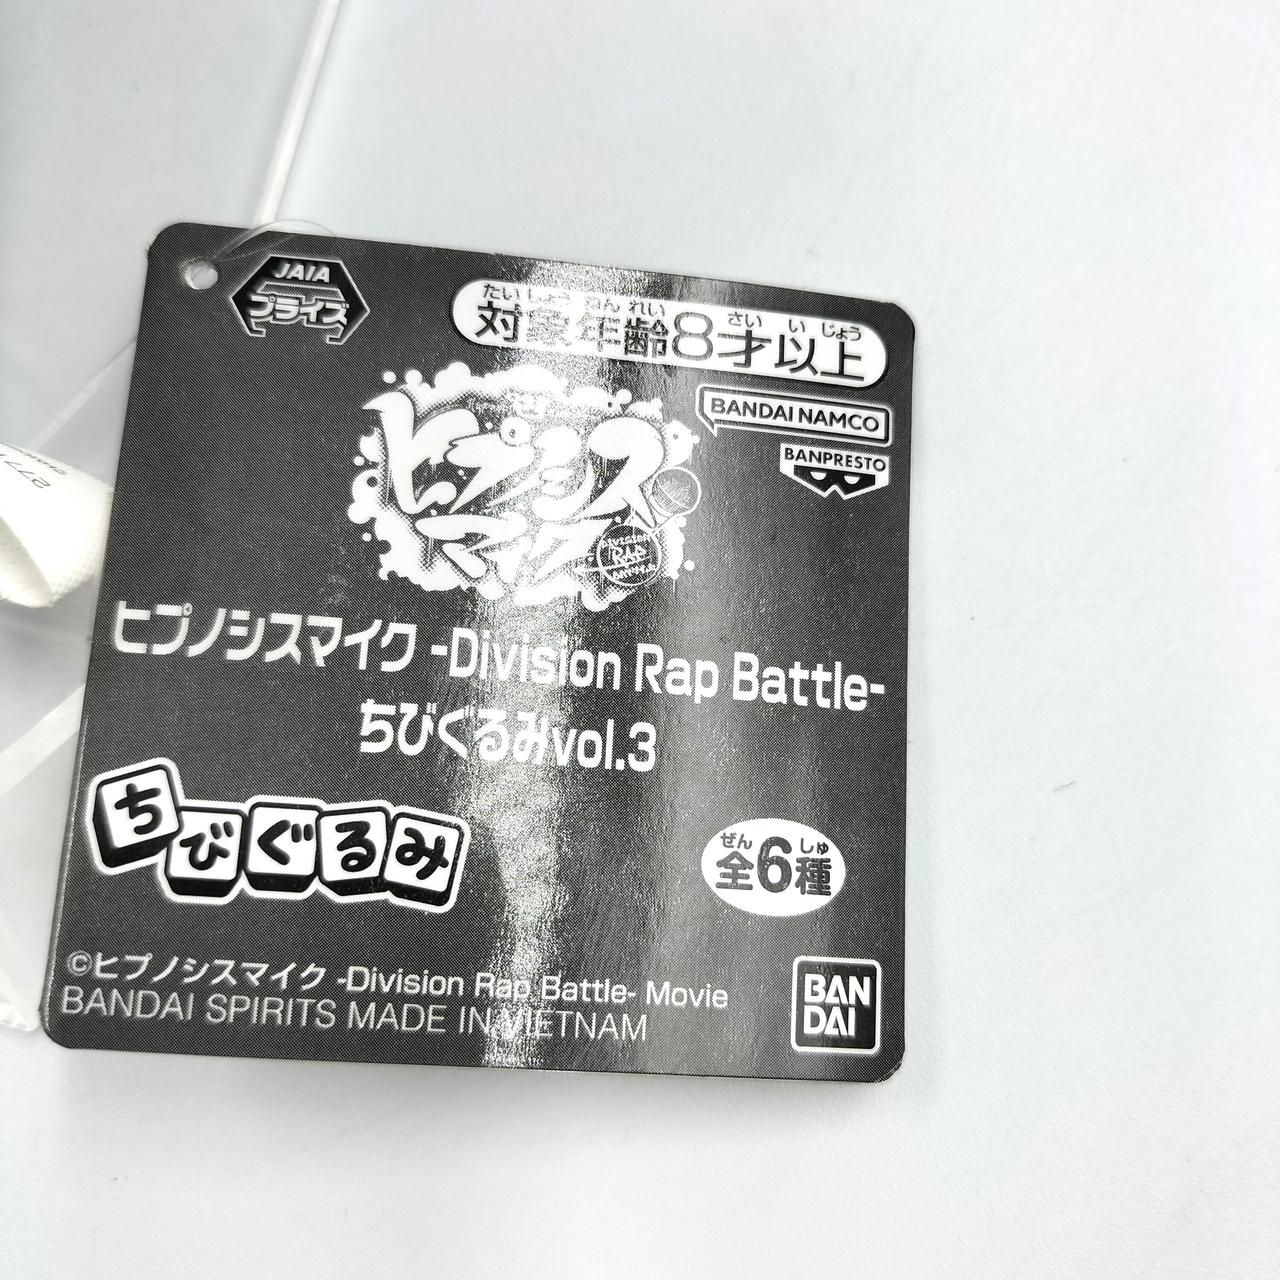 JAIA
プライズ
たいしょうねんれい さい いじょう
対象年齢8才以上
BANDAI NAMCO
BANPRESTO
ヒプノシス
マイク
DIVISION
RAP
BATTLE
ヒプノシスマイク -Division Rap Battle-
ちびぐるみvol.3
ちびぐるみ
ぜん しゅ
全6種
©ヒプノシスマイク -Division Rap Battle- Movie
BANDAI SPIRITS MADE IN VIETNAM
BAN
DAI